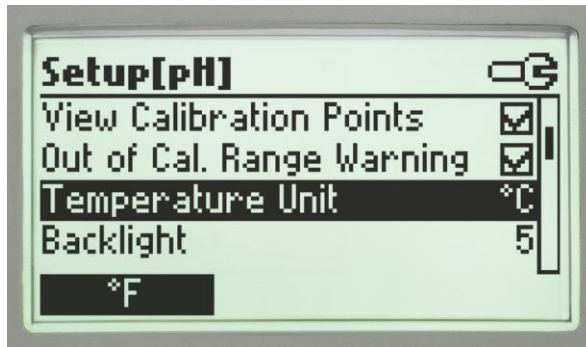 Setup[pH]
View Calibration Points
Out of Cal. Range Warning
Temperature Unit °C
Backlight 5
°F